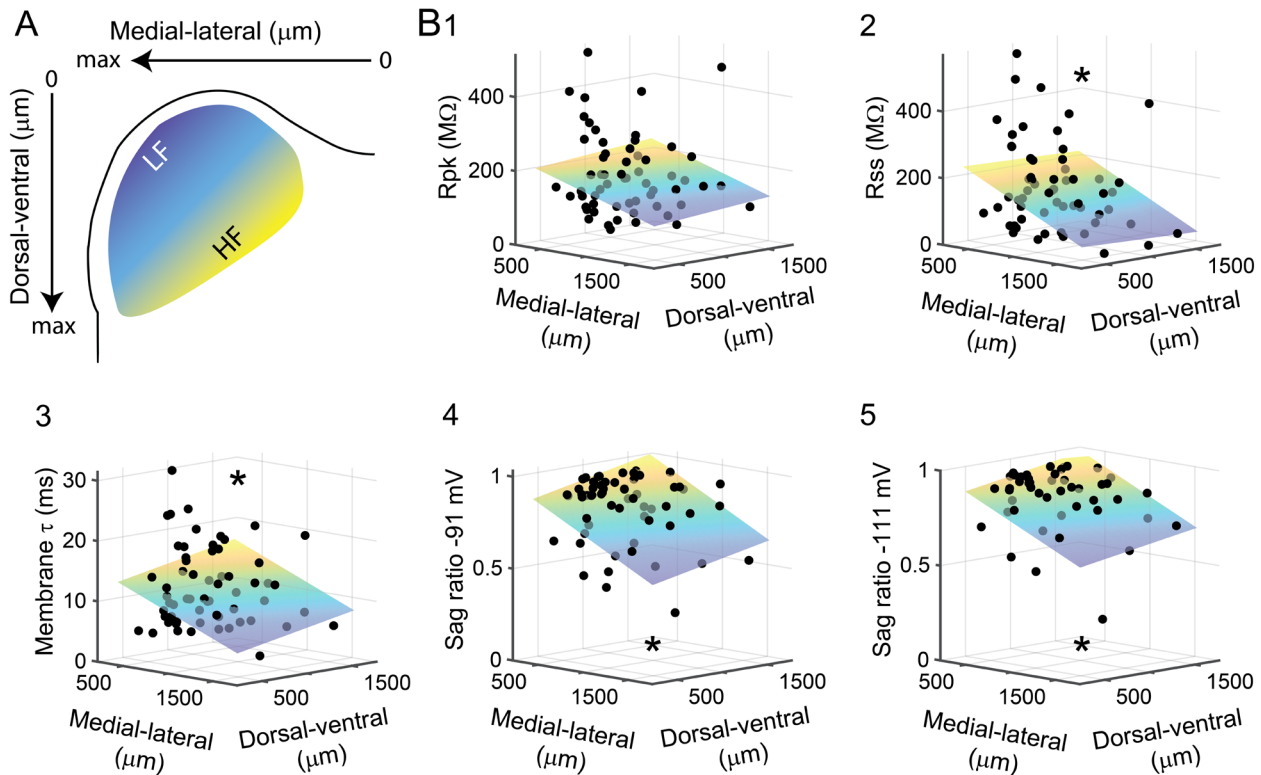 A
Medial-lateral (μm)
max
0
0
Dorsal-ventral (μm)
max
LF
HF
B1
Rpk (MΩ)
400
200
0
500
1500
500
1500
Medial-lateral
(μm)
Dorsal-ventral
(μm)
2
*
Rss (MΩ)
400
200
0
500
1500
500
1500
Medial-lateral
(μm)
Dorsal-ventral
(μm)
3
*
Membrane τ (ms)
30
20
10
0
500
1500
500
1500
Medial-lateral
(μm)
Dorsal-ventral
(μm)
4
Sag ratio -91 mV
1
0.5
0
*
500
1500
500
1500
Medial-lateral
(μm)
Dorsal-ventral
(μm)
5
Sag ratio -111 mV
1
0.5
0
*
500
1500
500
1500
Medial-lateral
(μm)
Dorsal-ventral
(μm)